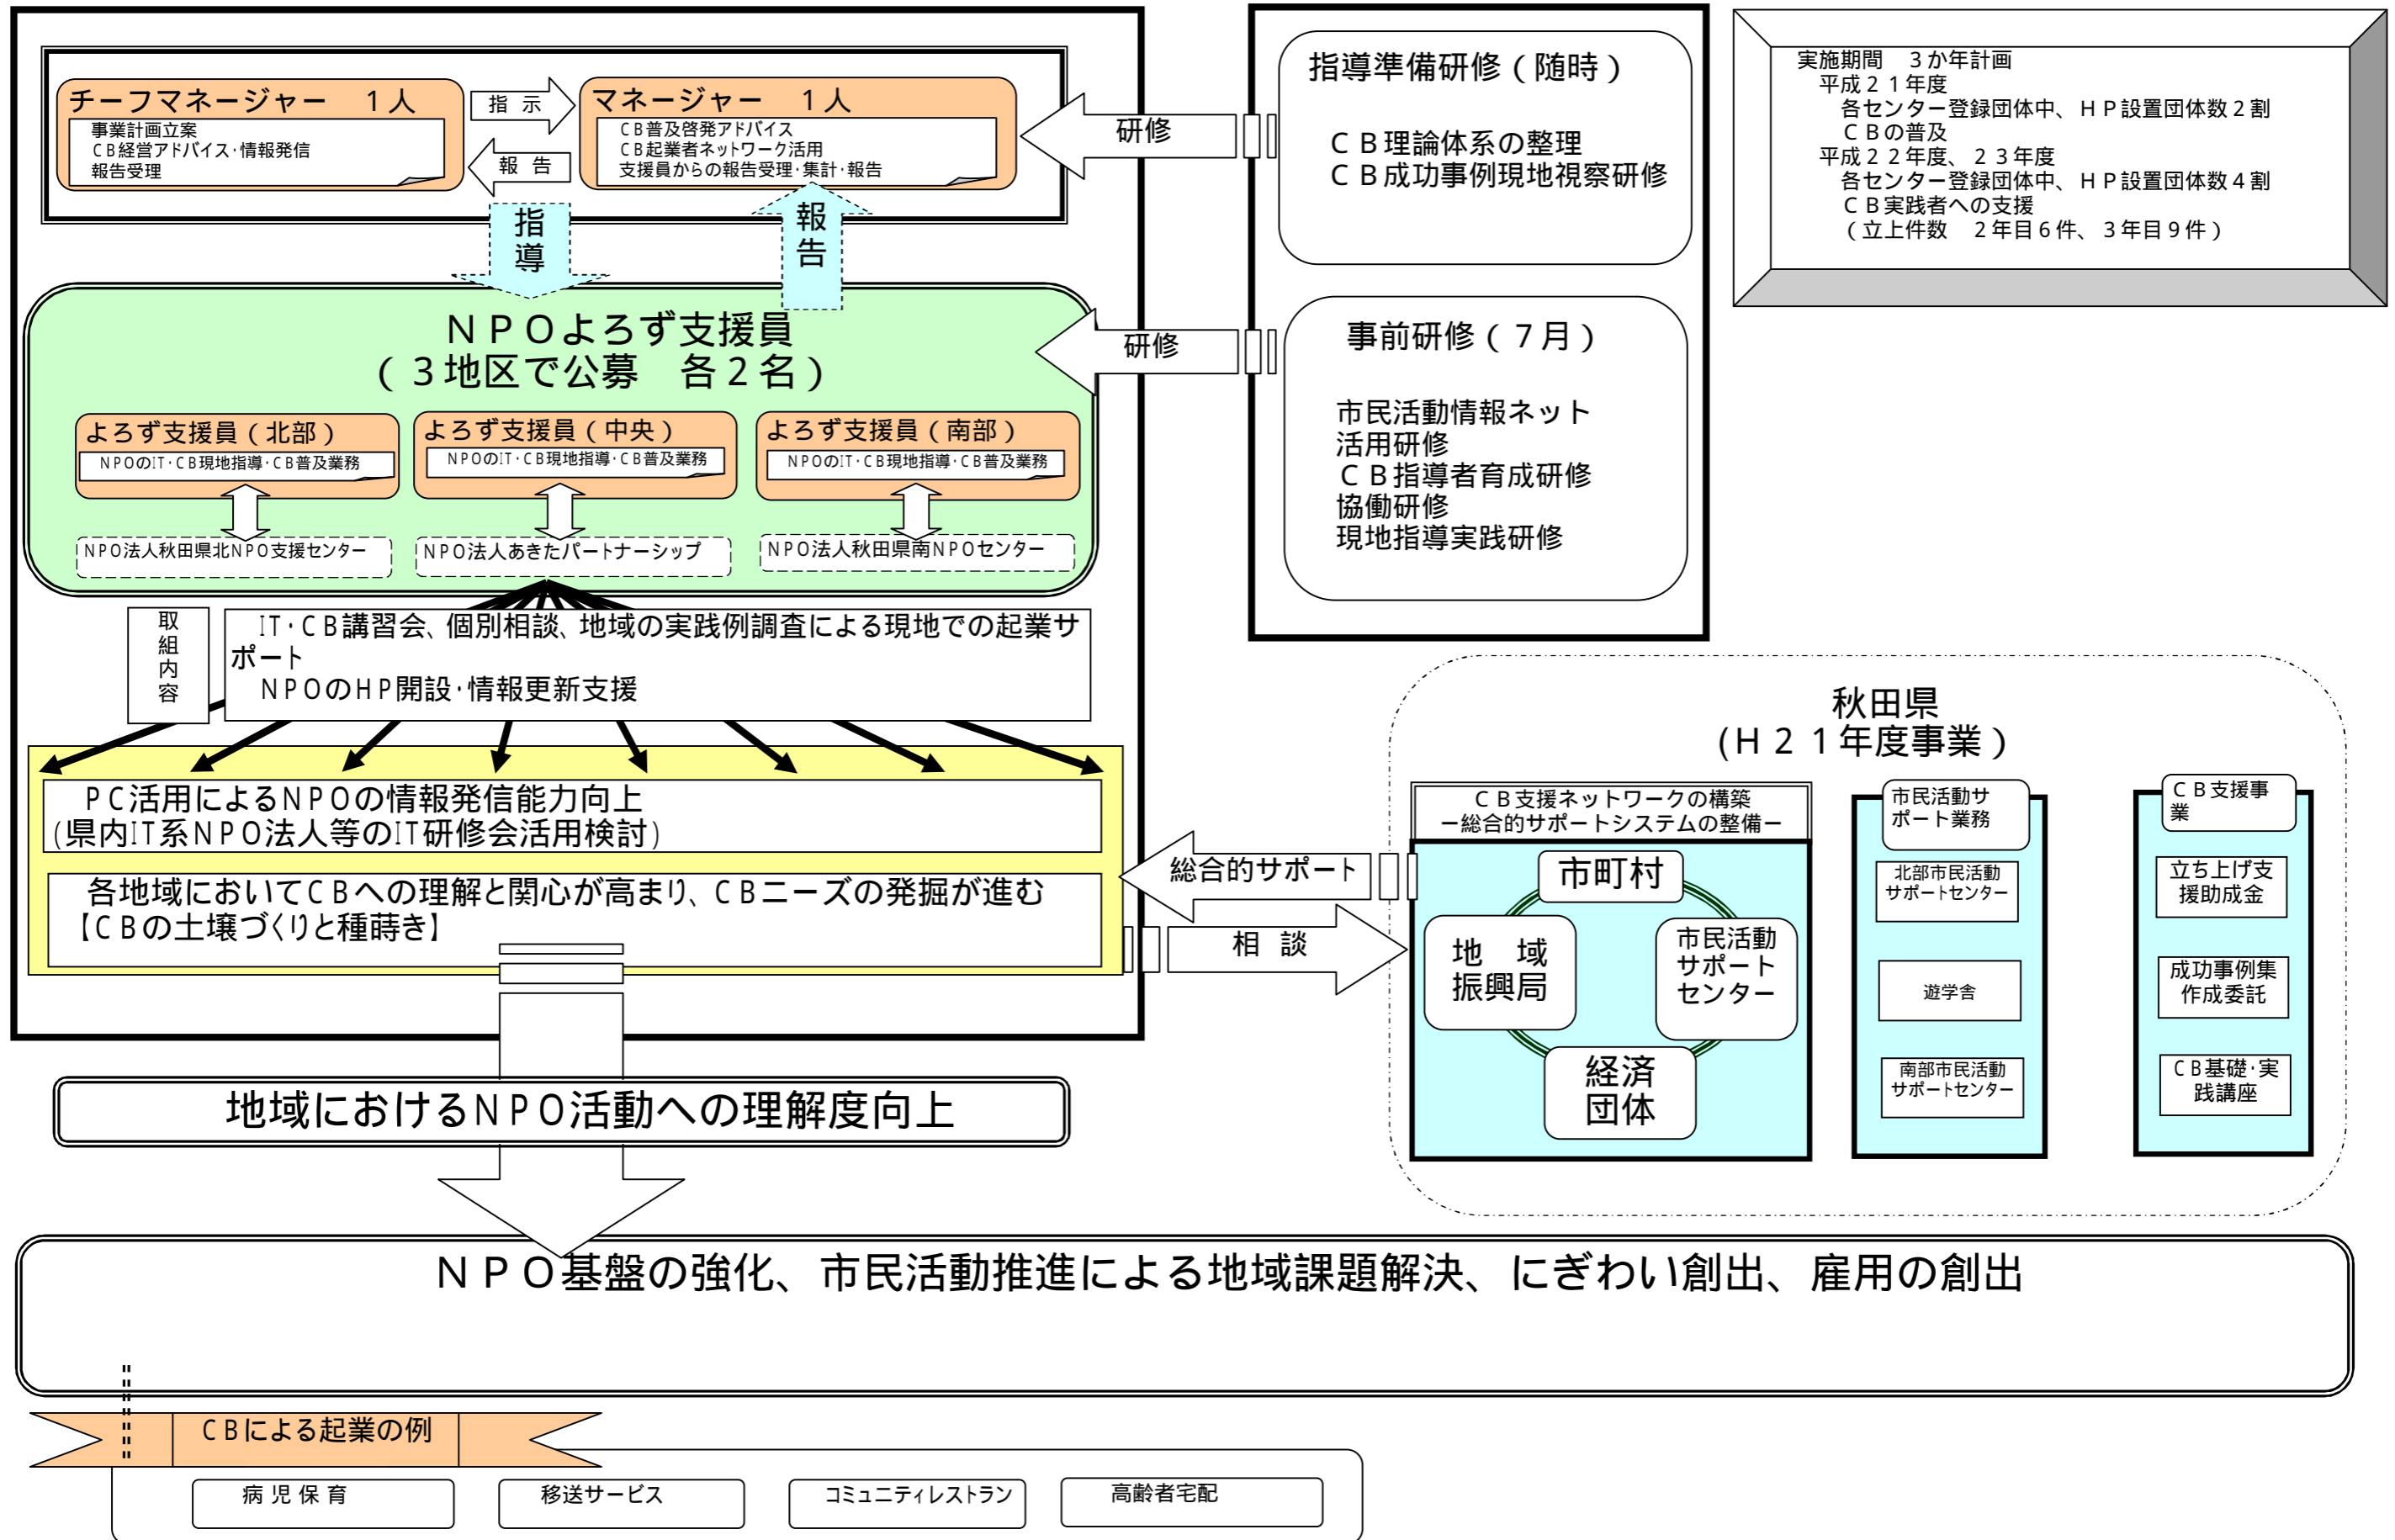 チーフマネージャー　１人
事業計画立案
CB経営アドバイス・情報発信
報告受理
指 示
報 告
マネージャー　１人
CB普及啓発アドバイス
CB起業者ネットワーク活用
支援員からの報告受理・集計・報告
指導
報告
研修
指導準備研修（随時）
ＣＢ理論体系の整理
ＣＢ成功事例現地視察研修
実施期間　３か年計画
平成２１年度
各センター登録団体中、ＨＰ設置団体数２割
ＣＢの普及
平成２２年度、２３年度
各センター登録団体中、ＨＰ設置団体数４割
ＣＢ実践者への支援
（立上件数　２年目６件、３年目９件）
ＮＰＯよろず支援員
（３地区で公募　各２名）
研修
事前研修（７月）
市民活動情報ネット
活用研修
ＣＢ指導者育成研修
協働研修
現地指導実践研修
よろず支援員（北部）
NPOのIT・CB現地指導・CB普及業務
NPO法人秋田県北NPO支援センター
よろず支援員（中央）
NPOのIT・CB現地指導・CB普及業務
NPO法人あきたパートナーシップ
よろず支援員（南部）
NPOのIT・CB現地指導・CB普及業務
NPO法人秋田県南NPOセンター
取組内容
IT・CB講習会、個別相談、地域の実践例調査による現地での起業サ
ポート
NPOのHP開設・情報更新支援
PC活用によるNPOの情報発信能力向上
(県内IT系NPO法人等のIT研修会活用検討)
各地域においてCBへの理解と関心が高まり、CBニーズの発掘が進む
【CBの土壌づくりと種蒔き】
総合的サポート
相 談
秋田県
(Ｈ２１年度事業）
ＣＢ支援ネットワークの構築
ー総合的サポートシステムの整備ー
市町村
地　域
振興局
市民活動
サポート
センター
経済
団体
市民活動サ
ポート業務
北部市民活動
サポートセンター
遊学舎
南部市民活動
サポートセンター
ＣＢ支援事
業
立ち上げ支
援助成金
成功事例集
作成委託
CB基礎・実
践講座
地域におけるNPO活動への理解度向上
ＮＰＯ基盤の強化、市民活動推進による地域課題解決、にぎわい創出、雇用の創出
CBによる起業の例
病 児 保 育
移送サービス
コミュニティレストラン
高齢者宅配